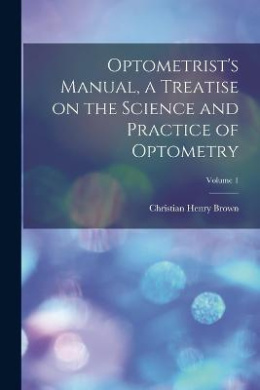 Optometrist's
Manual, a Treatise
on the Science and
Practice of
Optometry
Volume 1
Christian Henry Brown